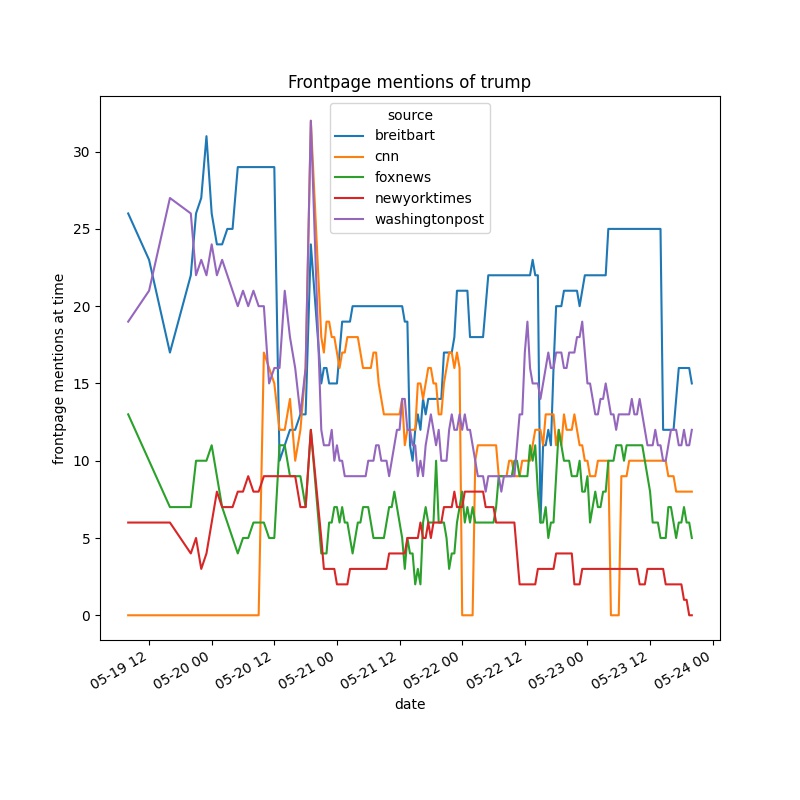 Frontpage mentions of trump
source
breitbart
cnn
foxnews
newyorktimes
washingtonpost
30
25
20
15
10
5
0
frontpage mentions at time
05-19 12
05-20 00
05-20 12
05-21 00
05-21 12
05-22 00
05-22 12
05-23 00
05-23 12
05-24 00
date